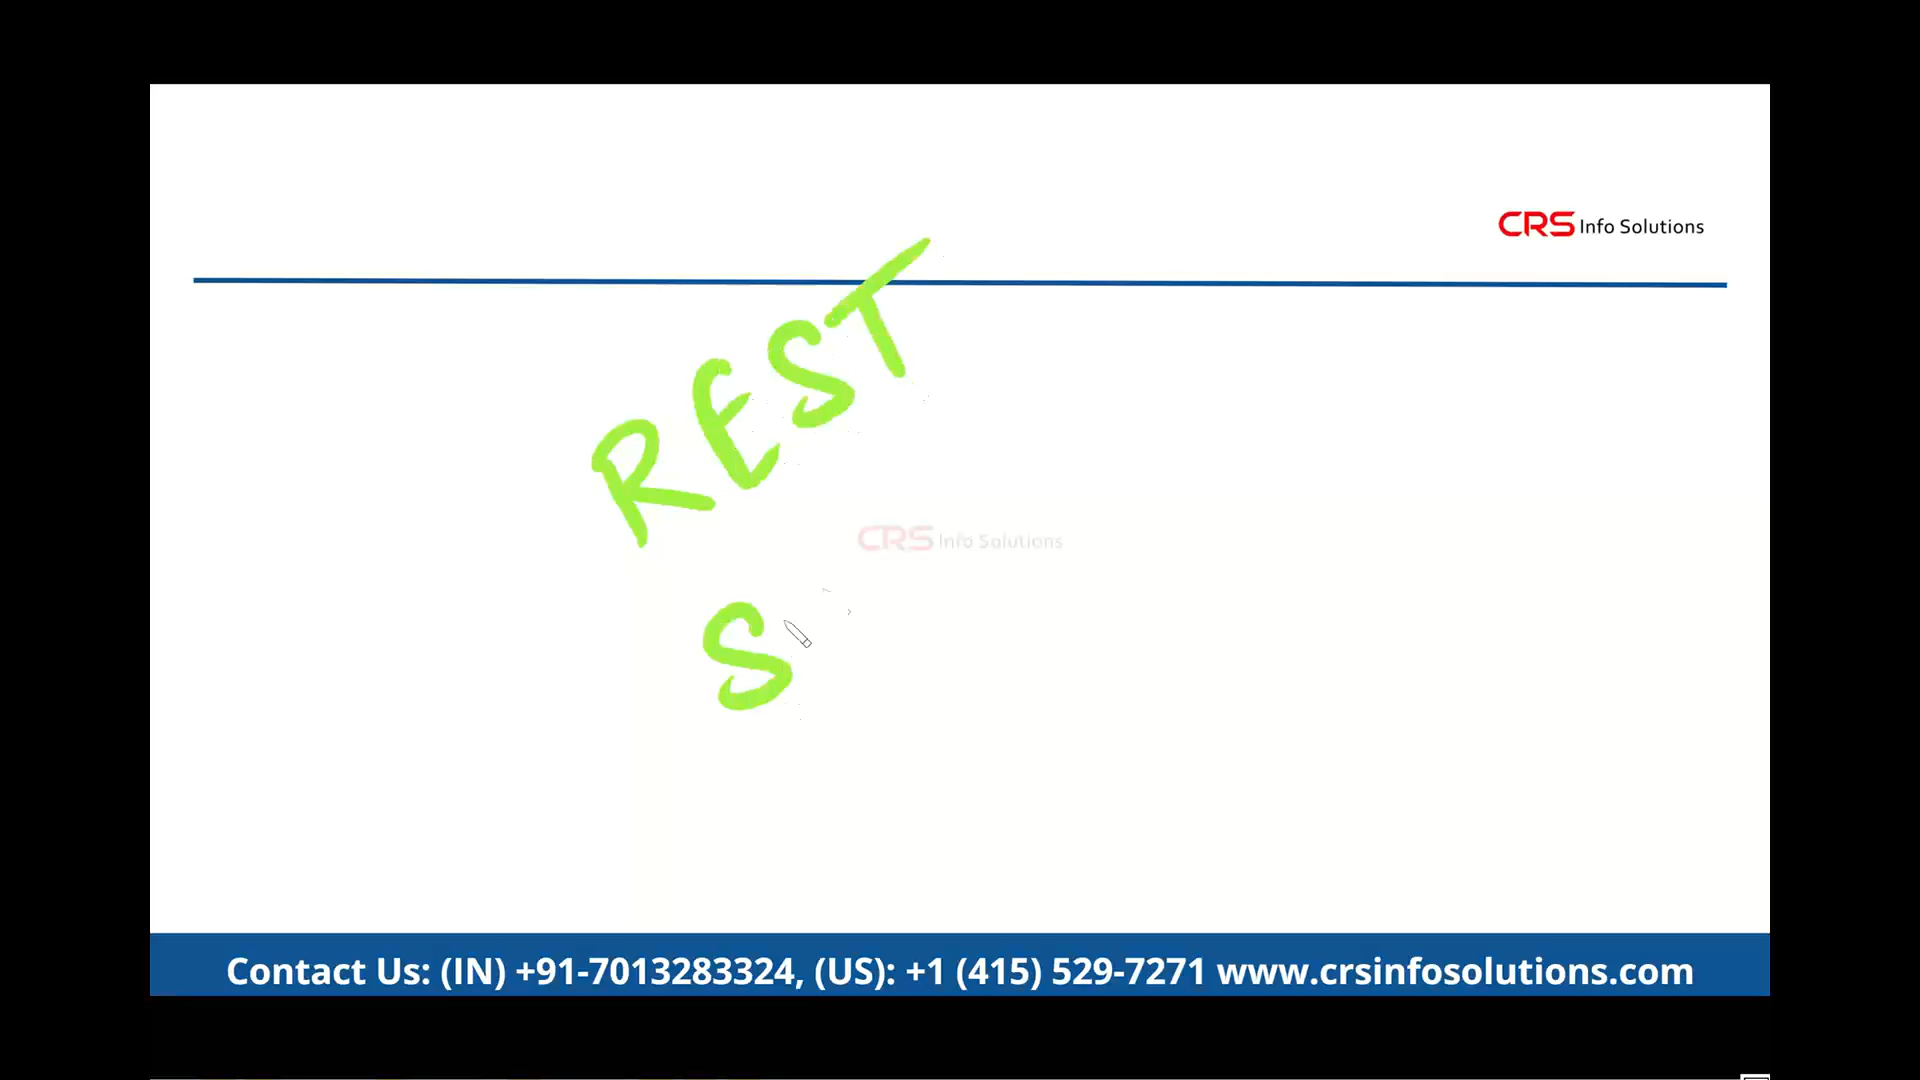 CRS Info Solutions
REST
CRS Info Solutions
S
Contact Us: (IN) +91-7013283324, (US): +1 (415) 529-7271 www.crsinfosolutions.com